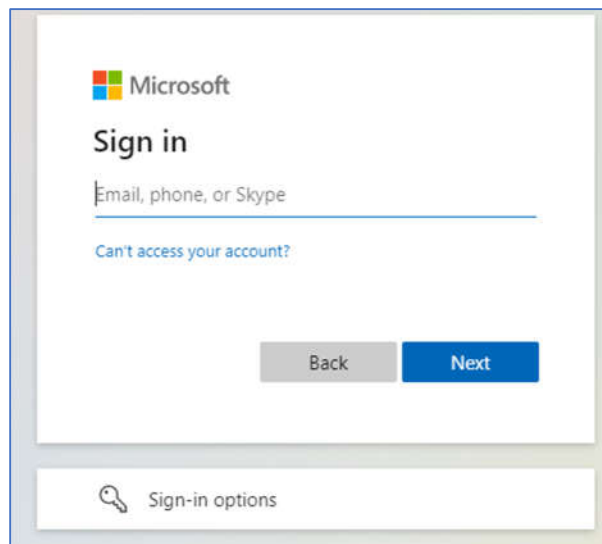 Microsoft
Sign in
Email, phone, or Skype
Can't access your account?
Back Next
Sign-in options